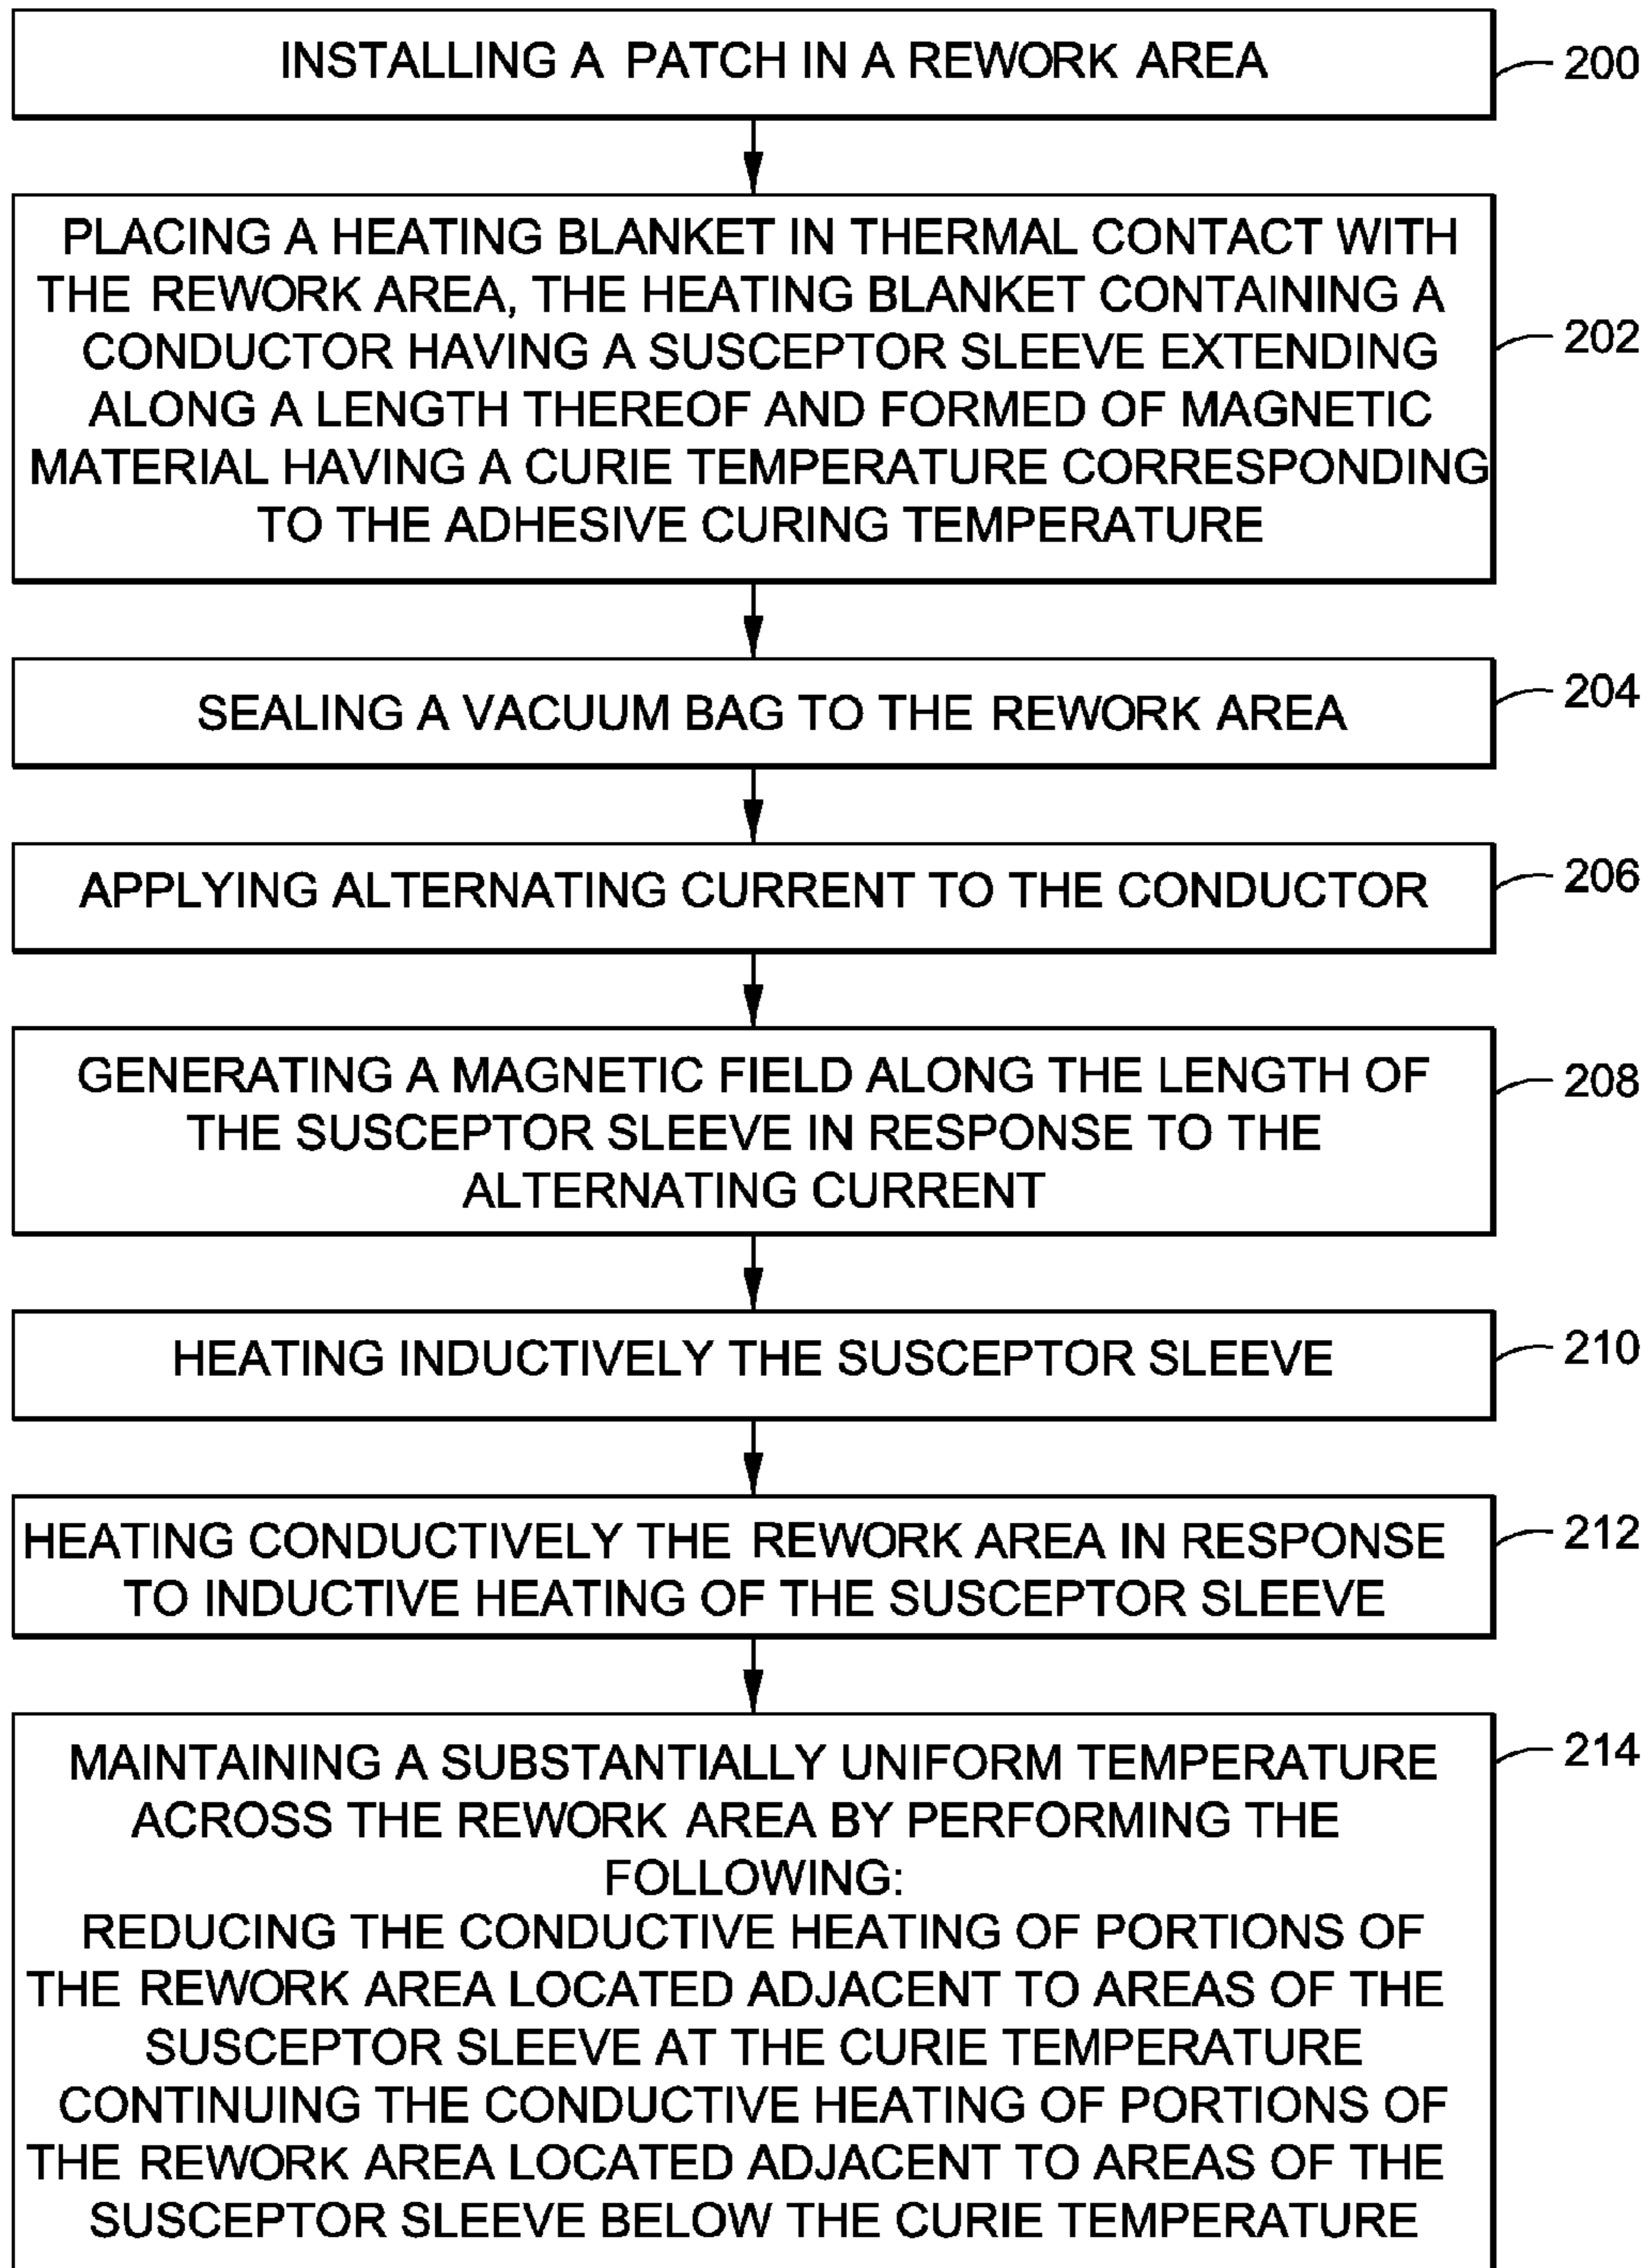 INSTALLING A PATCH IN A REWORK AREA
200
PLACING A HEATING BLANKET IN THERMAL CONTACT WITH
THE REWORK AREA, THE HEATING BLANKET CONTAINING A
CONDUCTOR HAVING A SUSCEPTOR SLEEVE EXTENDING
ALONG A LENGTH THEREOF AND FORMED OF MAGNETIC
MATERIAL HAVING A CURIE TEMPERATURE CORRESPONDING
TO THE ADHESIVE CURING TEMPERATURE
202
SEALING A VACUUM BAG TO THE REWORK AREA
204
APPLYING ALTERNATING CURRENT TO THE CONDUCTOR
206
GENERATING A MAGNETIC FIELD ALONG THE LENGTH OF
THE SUSCEPTOR SLEEVE IN RESPONSE TO THE
ALTERNATING CURRENT
208
HEATING INDUCTIVELY THE SUSCEPTOR SLEEVE
210
HEATING CONDUCTIVELY THE REWORK AREA IN RESPONSE
TO INDUCTIVE HEATING OF THE SUSCEPTOR SLEEVE
212
MAINTAINING A SUBSTANTIALLY UNIFORM TEMPERATURE
ACROSS THE REWORK AREA BY PERFORMING THE
FOLLOWING:
REDUCING THE CONDUCTIVE HEATING OF PORTIONS OF
THE REWORK AREA LOCATED ADJACENT TO AREAS OF THE
SUSCEPTOR SLEEVE AT THE CURIE TEMPERATURE
CONTINUING THE CONDUCTIVE HEATING OF PORTIONS OF
THE REWORK AREA LOCATED ADJACENT TO AREAS OF THE
SUSCEPTOR SLEEVE BELOW THE CURIE TEMPERATURE
214